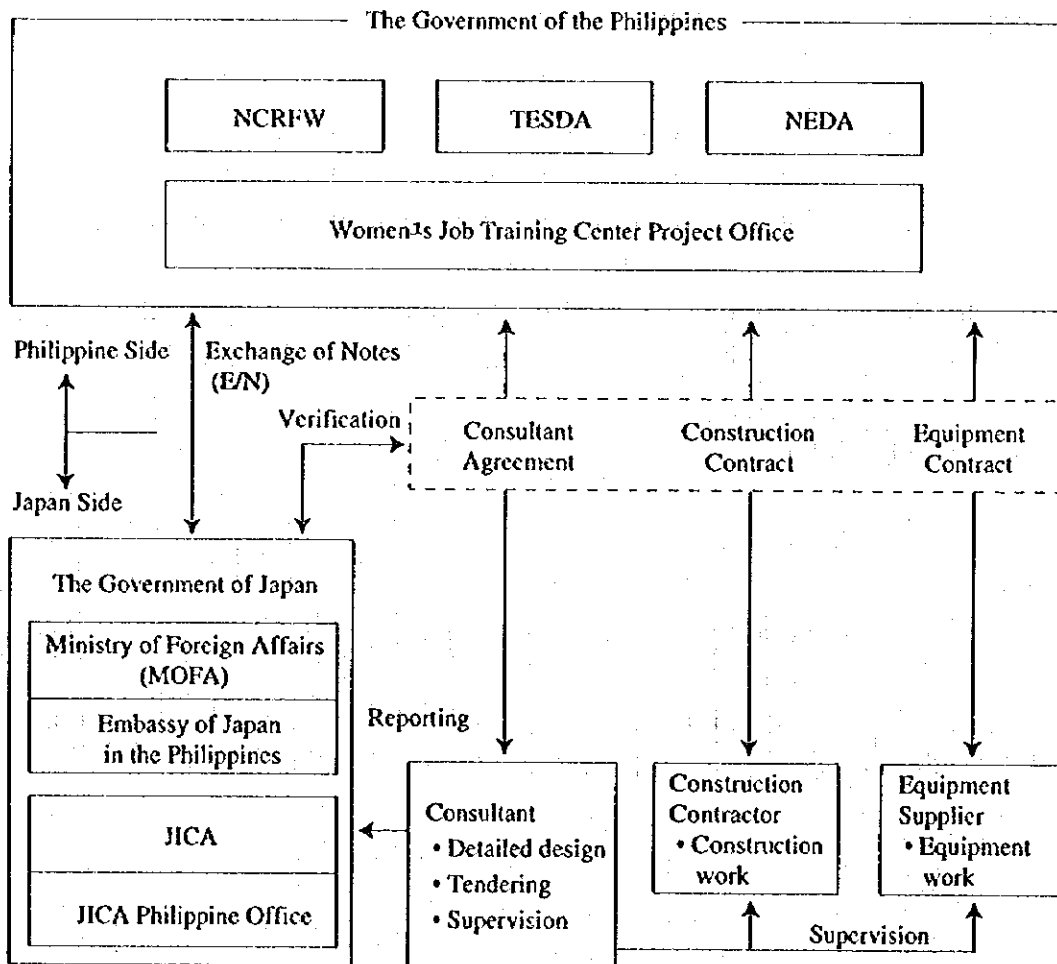 The Government of the Philippines
NCRFW
TESDA
NEDA
Women1s Job Training Center Project Office
Philippine Side
Japan Side
Exchange of Notes
(E/N)
Verification
Consultant
Agreement
Construction
Contract
Equipment
Contract
The Government of Japan
Ministry of Foreign Affairs
(MOFA)
Embassy of Japan
in the Philippines
JICA
JICA Philippine Office
Reporting
Consultant
• Detailed design
• Tendering
• Supervision
Construction
Contractor
• Construction
work
Equipment
Supplier
• Equipment
work
Supervision